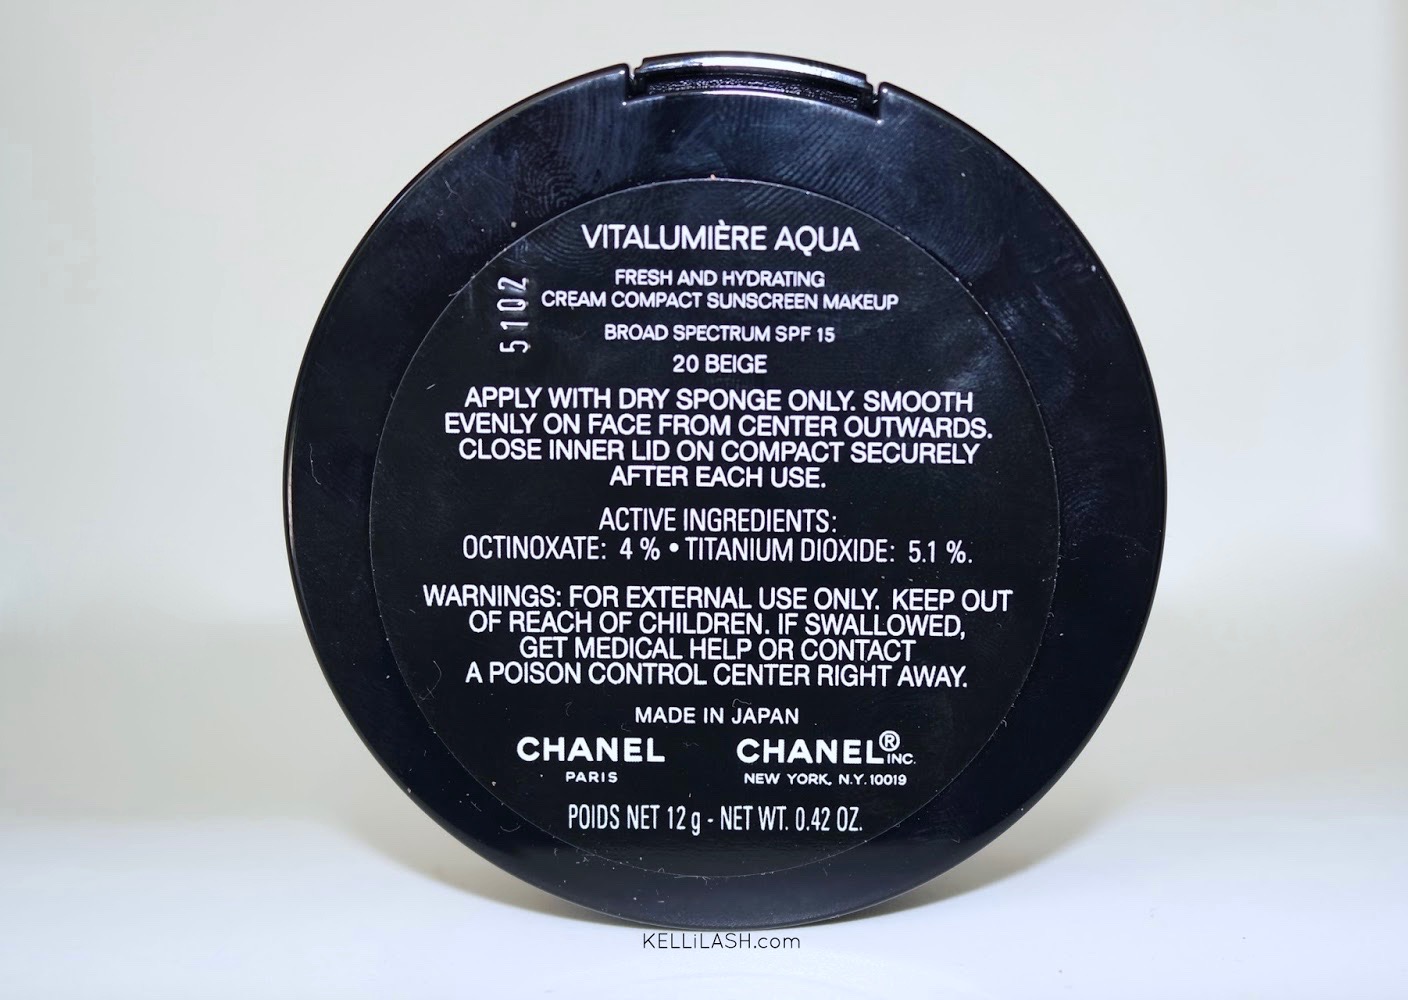 VITALUMIÈRE AQUA
FRESH AND HYDRATING
CREAM COMPACT SUNSCREEN MAKEUP
BROAD SPECTRUM SPF 15
20 BEIGE
5102
APPLY WITH DRY SPONGE ONLY. SMOOTH
EVENLY ON FACE FROM CENTER OUTWARDS.
CLOSE INNER LID ON COMPACT SECURELY
AFTER EACH USE.
ACTIVE INGREDIENTS:
OCTINOXATE: 4 % • TITANIUM DIOXIDE: 5.1 %.
WARNINGS: FOR EXTERNAL USE ONLY. KEEP OUT
OF REACH OF CHILDREN. IF SWALLOWED,
GET MEDICAL HELP OR CONTACT
A POISON CONTROL CENTER RIGHT AWAY.
MADE IN JAPAN
CHANEL CHANEL® INC.
PARIS NEW YORK, N.Y. 10019
POIDS NET 12 g - NET WT. 0.42 OZ.
KELLiLASH.com